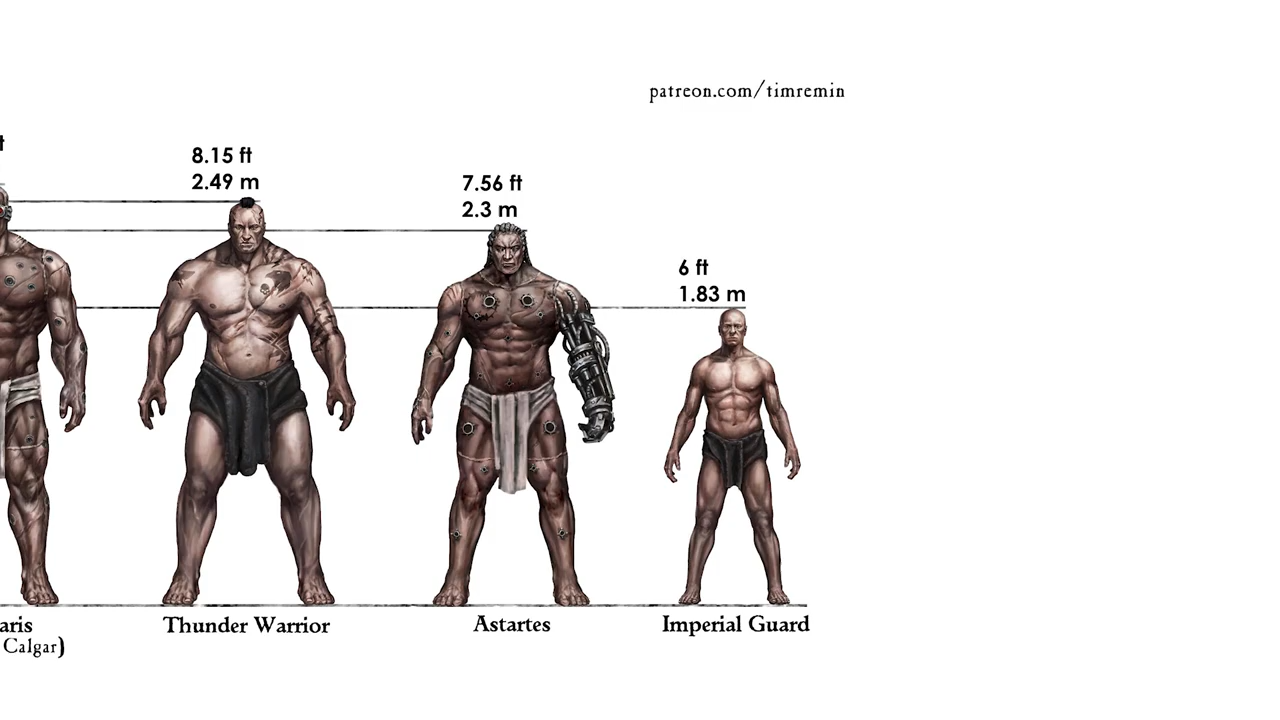 patreon.com/timremin
8.15 ft
2.49 m
7.56 ft
2.3 m
6 ft
1.83 m
Thunder Warrior
Astartes
Imperial Guard
Calgar)